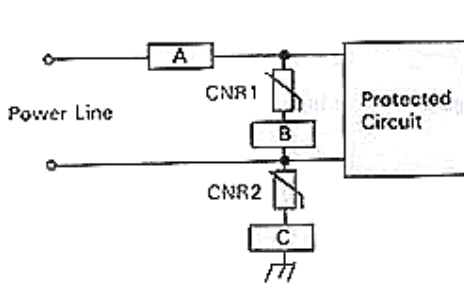 A
CNR1
Power Line
B
Protected
Circuit
CNR2
C